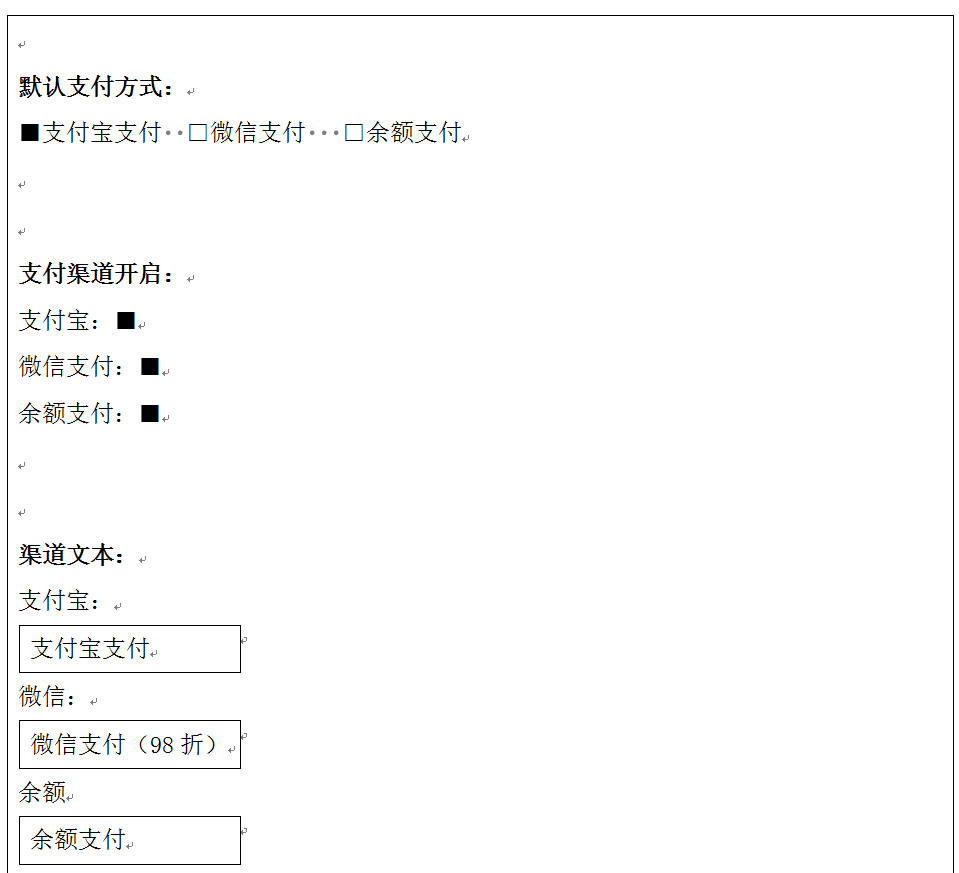 默认支付方式：
■支付宝支付··□微信支付···□余额支付
支付渠道开启：
支付宝：■
微信支付：■
余额支付：■
渠道文本：
支付宝：
支付宝支付
微信：
微信支付（98 折）
余额
余额支付